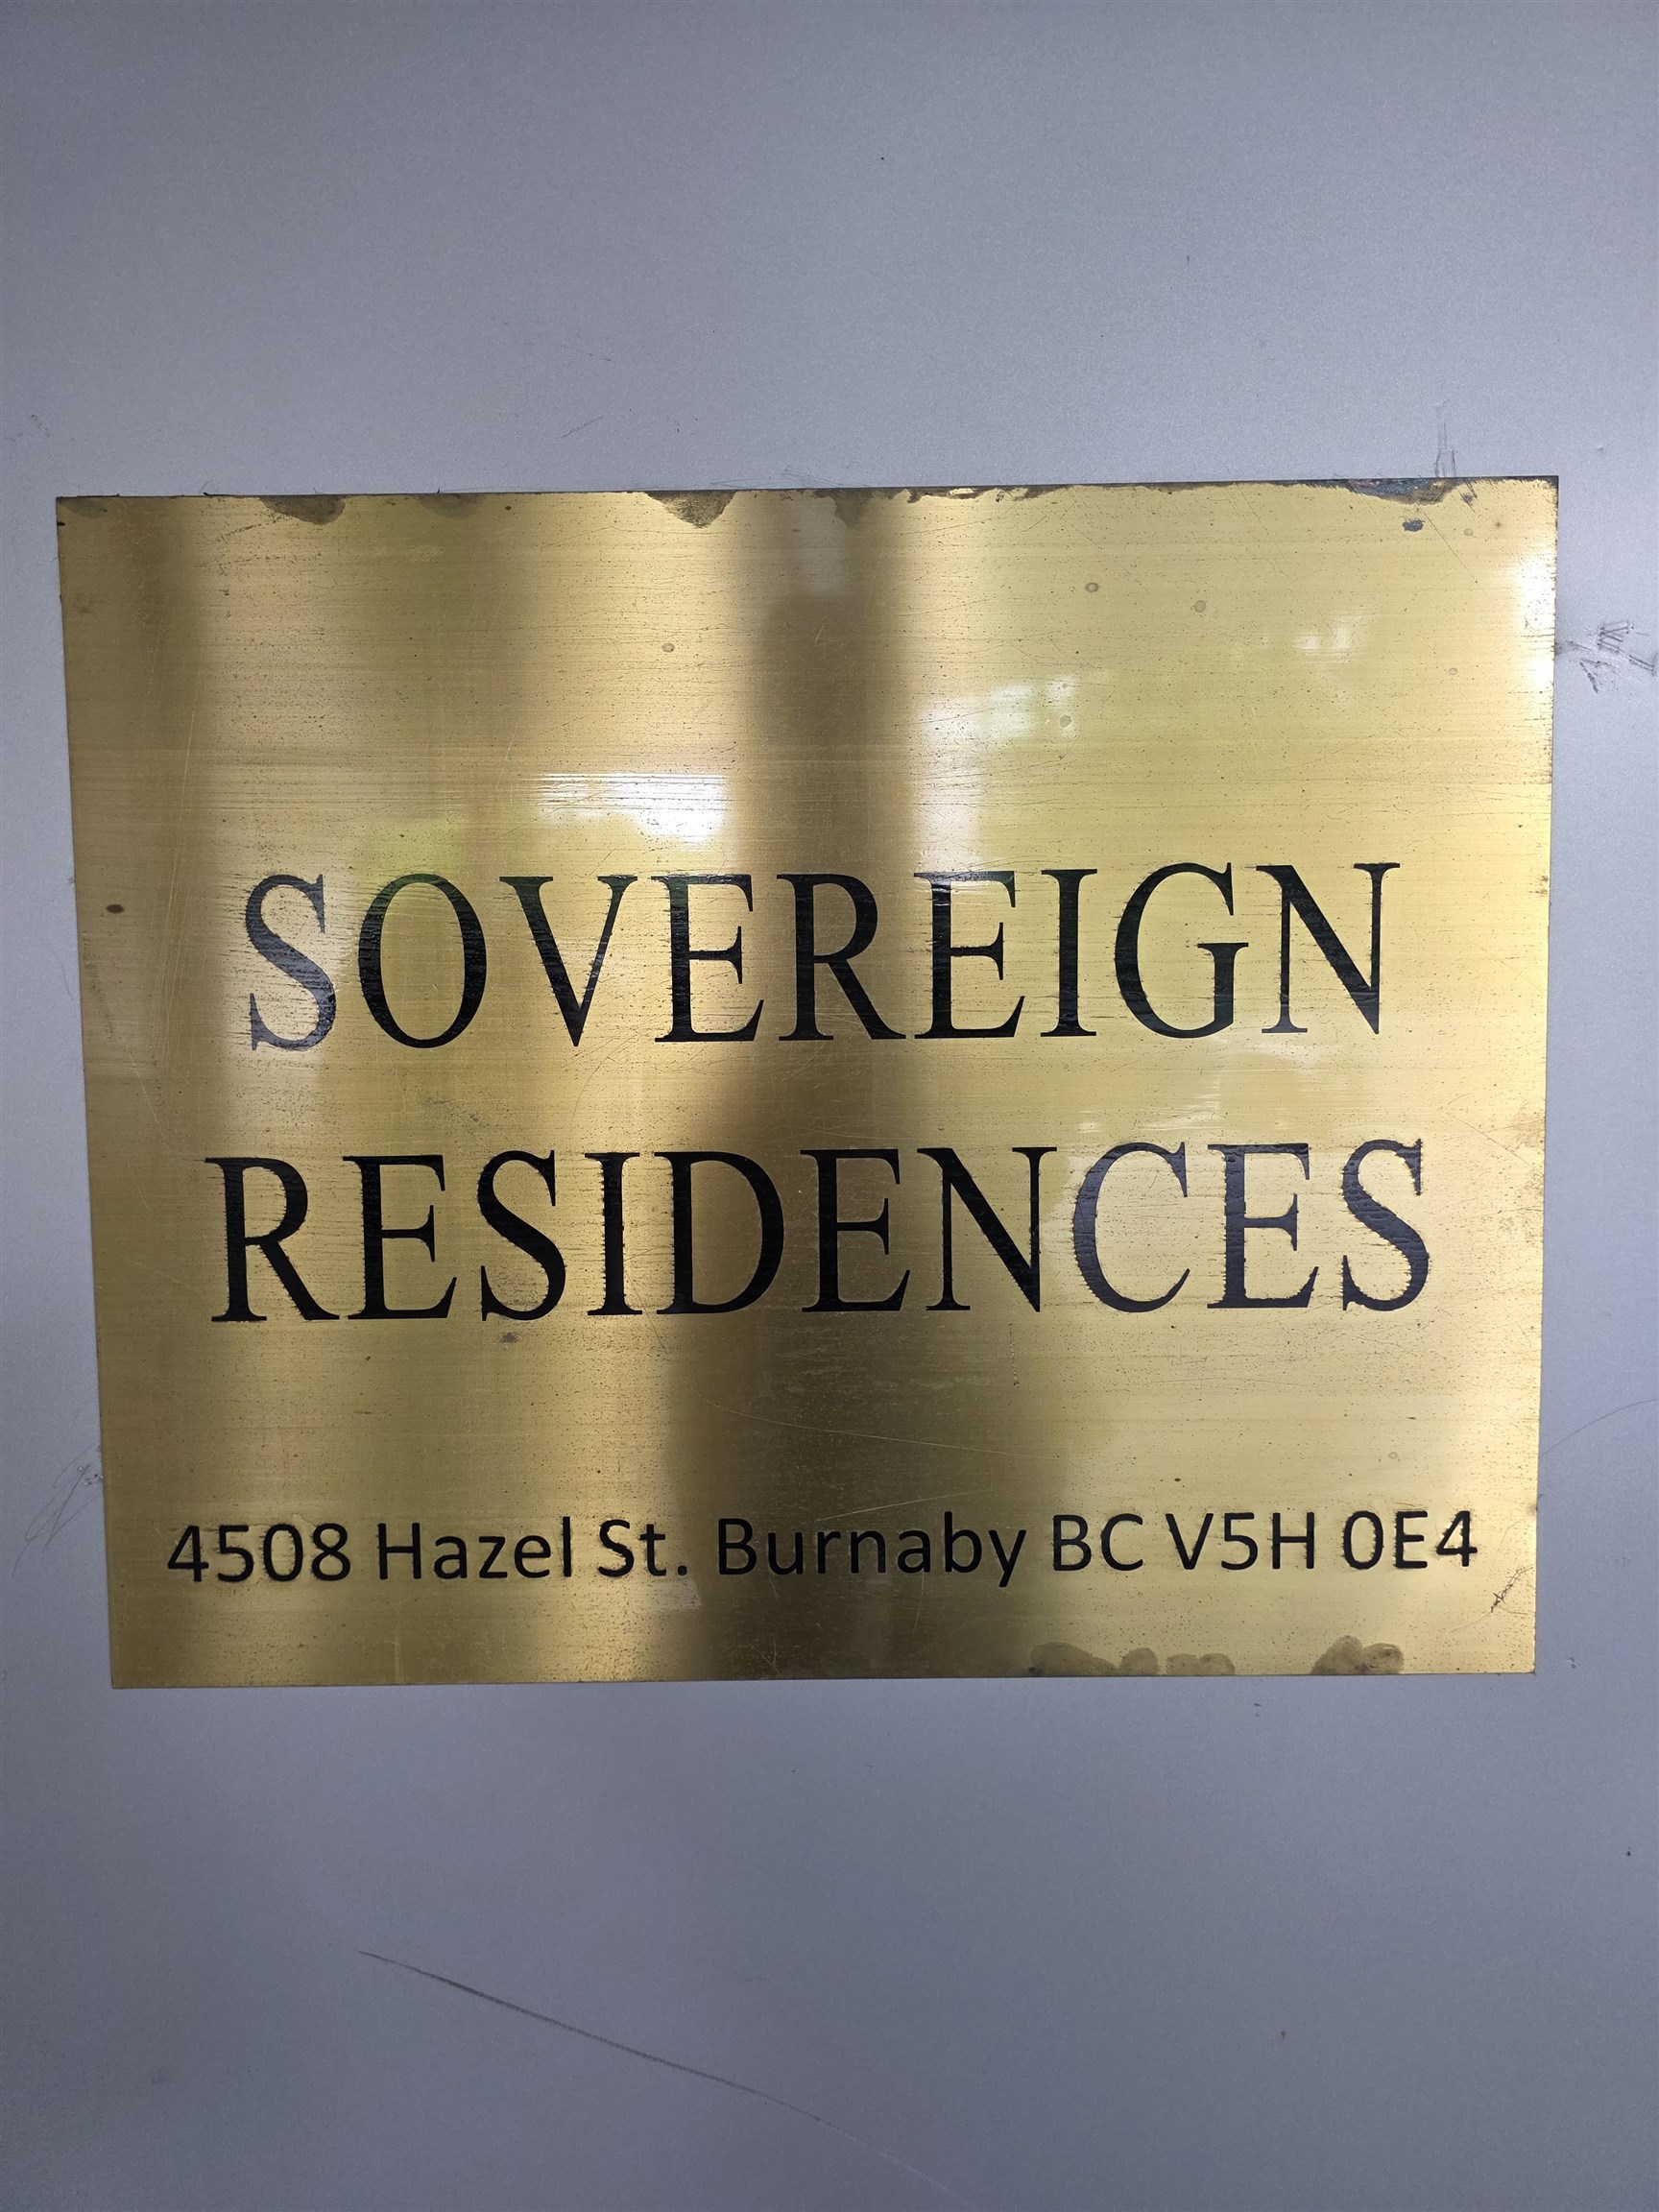 SOVEREIGN
RESIDENCES
4508 Hazel St. Burnaby BC V5H 0E4